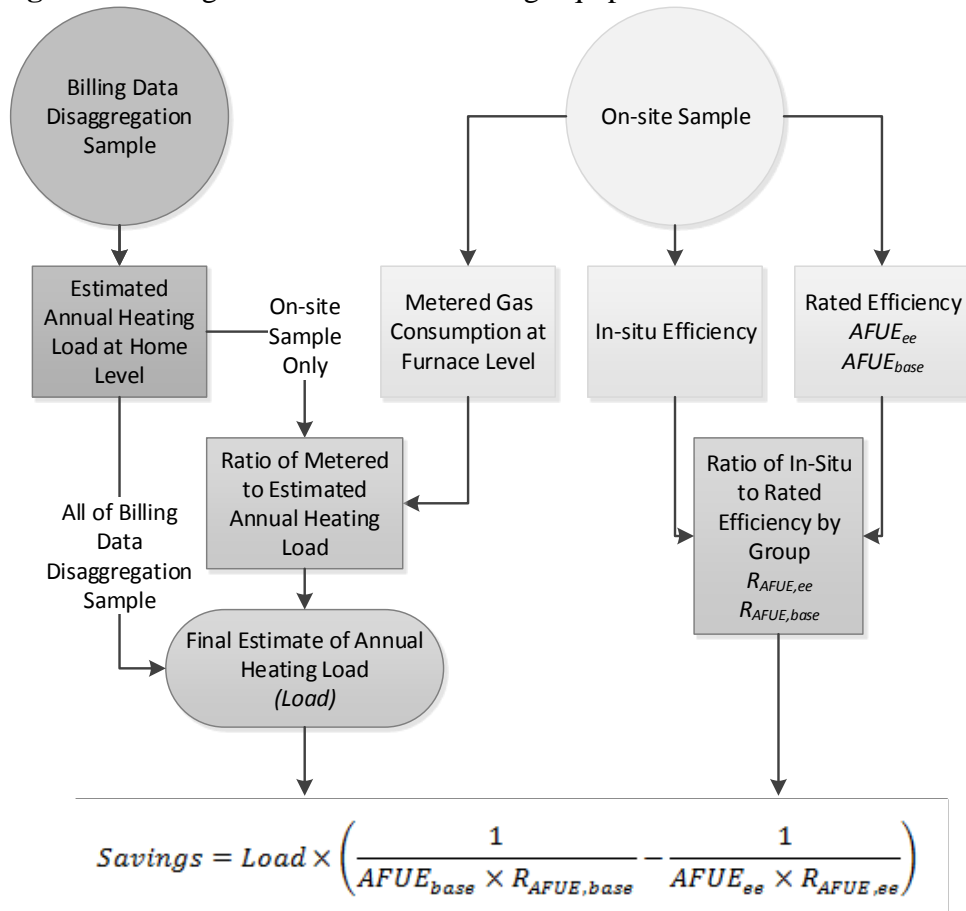 Billing Data
Disaggregation
Sample
On-site Sample
Estimated
Annual Heating
Load at Home
Level
On-site
Sample
Only
Metered Gas
Consumption at
Furnace Level
In-situ Efficiency
Rated Efficiency
AFUE_ee
AFUE_base
All of Billing
Data
Disaggregation
Sample
Ratio of Metered
to Estimated
Annual Heating
Load
Ratio of In-Situ
to Rated
Efficiency by
Group
R_AFUE,ee
R_AFUE,base
Final Estimate of Annual
Heating Load
(Load)
Savings = Load × ( 1 / (AFUE_base × R_AFUE,base) − 1 / (AFUE_ee × R_AFUE,ee) )